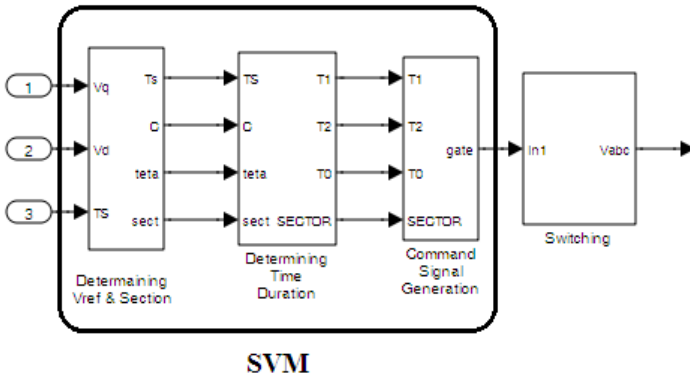 1
2
3
Vq
Vd
TS
Ts
C
teta
sect
Determaining
Vref & Section
TS
C
teta
sect
T1
T2
T0
SECTOR
Determining
Time
Duration
T1
T2
T0
SECTOR
gate
Command
Signal
Generation
In1
Vabc
Switching
SVM